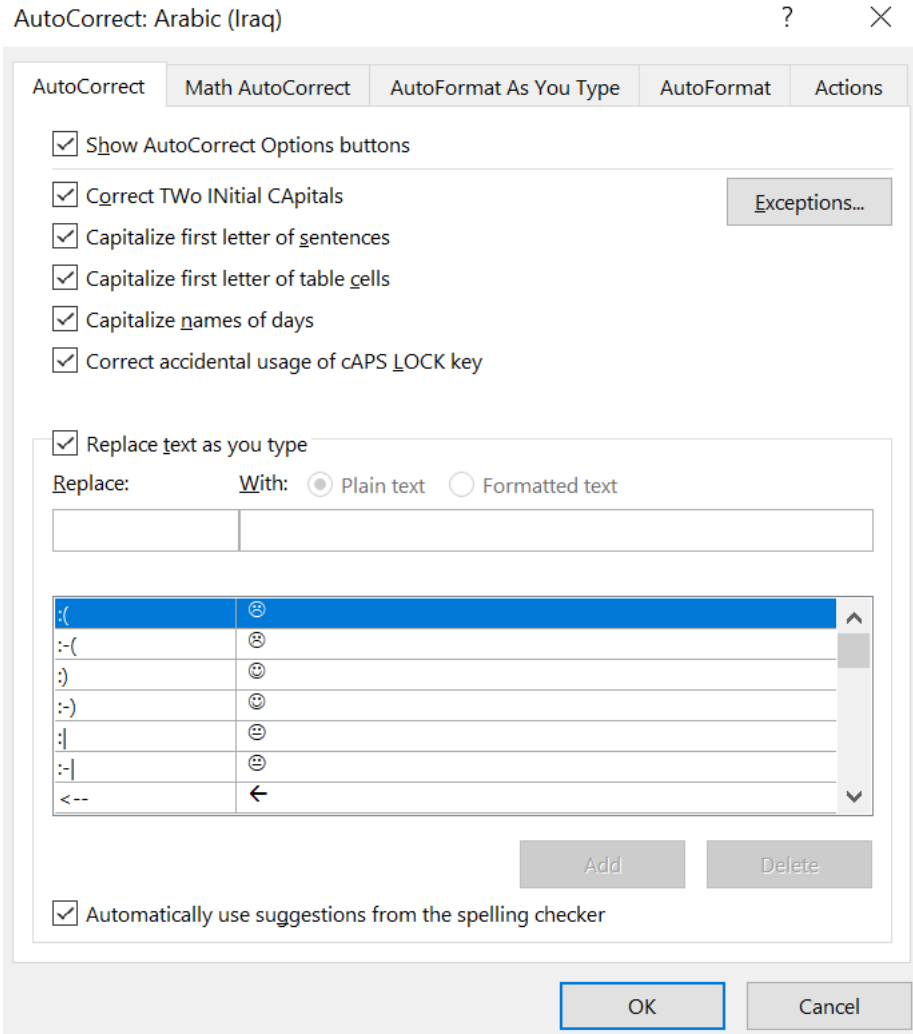 AutoCorrect: Arabic (Iraq) ?
AutoCorrect Math AutoCorrect AutoFormat As You Type AutoFormat Actions
Show AutoCorrect Options buttons
Correct TWo INitial CApitals
Exceptions...
Capitalize first letter of sentences
Capitalize first letter of table cells
Capitalize names of days
Correct accidental usage of cAPS LOCK key
Replace text as you type
Replace: With: Plain text Formatted text
:( ☹
:-( ☹
:) ☺
:-) ☺
:| 😐
:-| 😐
<-- ←
Add Delete
Automatically use suggestions from the spelling checker
OK Cancel